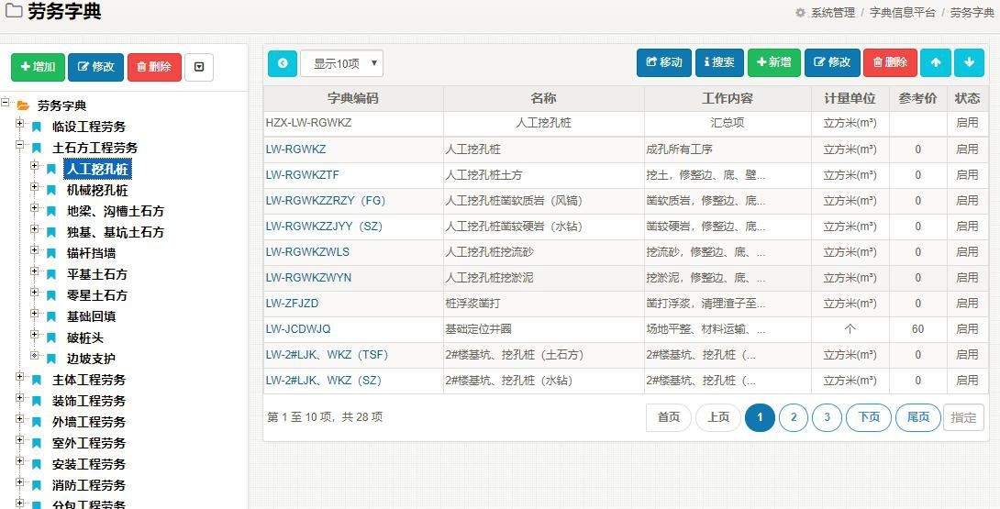 劳务字典
系统管理 / 字典信息平台 / 劳务字典
增加 修改 删除
显示10项
移动 搜索 新增 修改 删除
劳务字典
临设工程劳务
土石方工程劳务
人工挖孔桩
机械挖孔桩
地梁、沟槽土石方
独基、基坑土石方
锚杆挡墙
平基土石方
零星土石方
基础回填
破桩头
边坡支护
主体工程劳务
装饰工程劳务
外墙工程劳务
室外工程劳务
安装工程劳务
消防工程劳务
分包工程劳务
字典编码 名称 工作内容 计量单位 参考价 状态
HZX-LW-RGWKZ 人工挖孔桩 汇总项 立方米(m³) 启用
LW-RGWKZ 人工挖孔桩 成孔所有工序 立方米(m³) 0 启用
LW-RGWKZTF 人工挖孔桩土方 挖土，修整边、底、壁... 立方米(m³) 0 启用
LW-RGWKZZRZY（FG） 人工挖孔桩凿软质岩（风镐） 凿软质岩，修整边、底... 立方米(m³) 0 启用
LW-RGWKZZJYY（SZ） 人工挖孔桩凿较硬岩（水钻） 凿较硬岩，修整边、底... 立方米(m³) 0 启用
LW-RGWKZWLS 人工挖孔桩挖流砂 挖流砂，修整边、底、... 立方米(m³) 0 启用
LW-RGWKZWYN 人工挖孔桩挖淤泥 挖淤泥，修整边、底、... 立方米(m³) 0 启用
LW-ZFJZD 桩浮浆凿打 凿打浮浆，清理渣子至... 立方米(m³) 0 启用
LW-JCDWJQ 基础定位井圈 场地平整、材料运输、... 个 60 启用
LW-2#LJK、WKZ（TSF） 2#楼基坑、挖孔桩（土石方） 2#楼基坑、挖孔桩（... 立方米(m³) 0 启用
LW-2#LJK、WKZ（SZ） 2#楼基坑、挖孔桩（水钻） 2#楼基坑、挖孔桩（... 立方米(m³) 0 启用
第 1 至 10 项，共 28 项
首页 上页 1 2 3 下页 尾页 指定